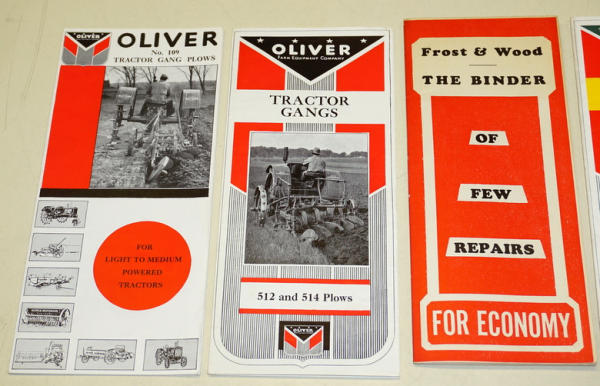 OLIVER
OLIVER
No. 109
TRACTOR GANG PLOWS
FOR
LIGHT TO MEDIUM
POWERED
TRACTORS
OLIVER
FARM EQUIPMENT COMPANY
TRACTOR
GANGS
512 and 514 Plows
OLIVER
Frost & Wood
THE BINDER
OF
FEW
REPAIRS
FOR ECONOMY